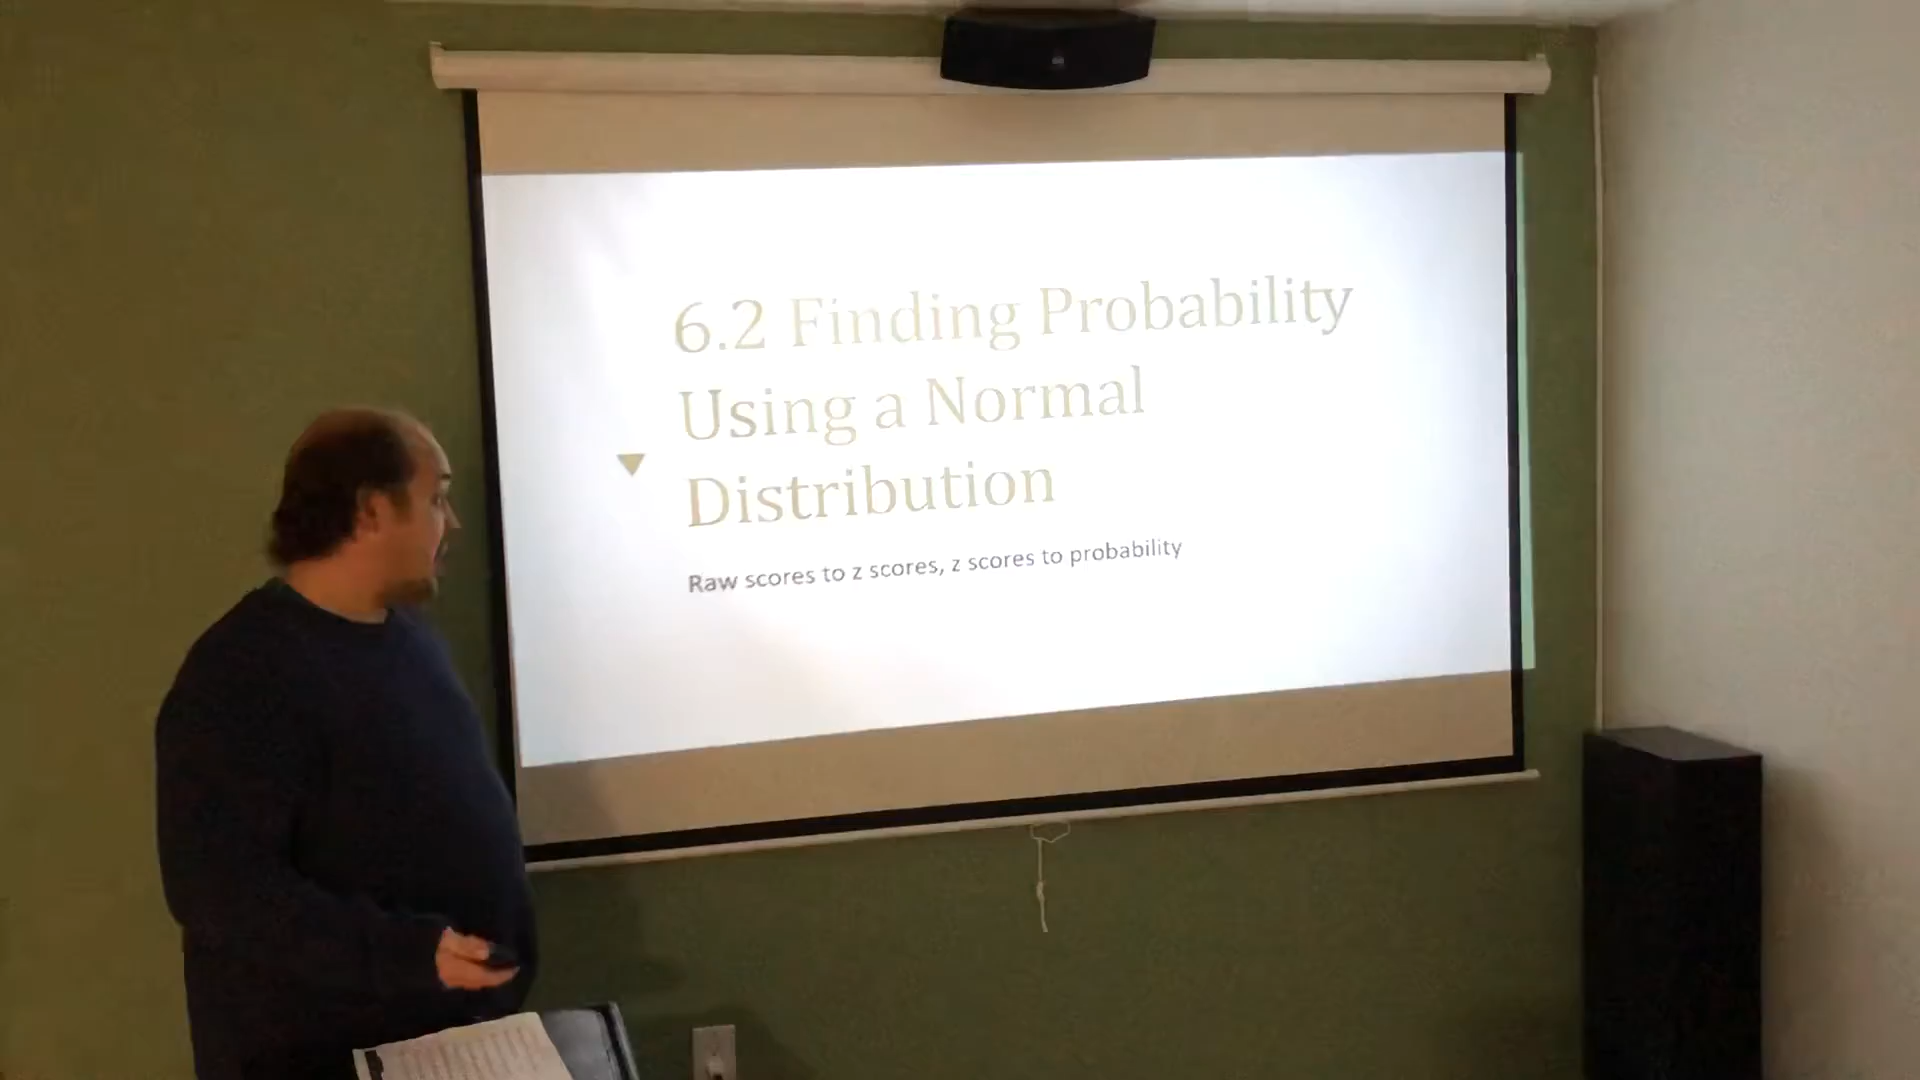 6.2 Finding Probability
Using a Normal
Distribution
Raw scores to z scores, z scores to probability